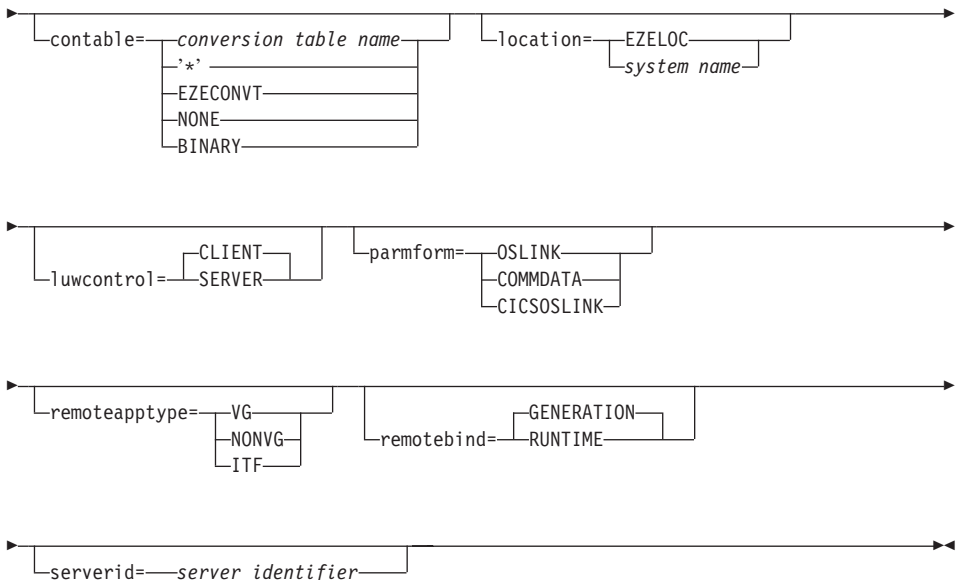 contable= conversion table name location= EZELOC
'*' system name
EZECONVT
NONE
BINARY
CLIENT parmform= OSLINK
luwcontrol= SERVER COMMDATA
CICSOSLINK
remoteapptype= VG GENERATION
NONVG remotebind= RUNTIME
ITF
serverid= server identifier